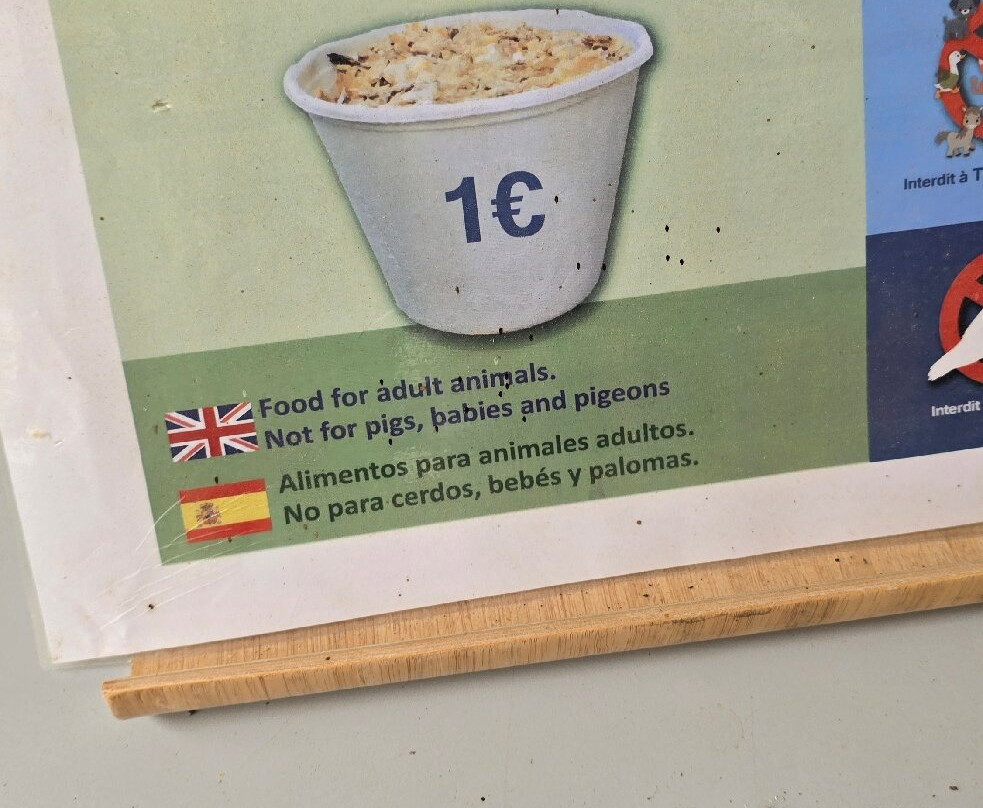 1€
Food for adult animals.
Not for pigs, babies and pigeons
Alimentos para animales adultos.
No para cerdos, bebés y palomas.
Interdit à
Interdit